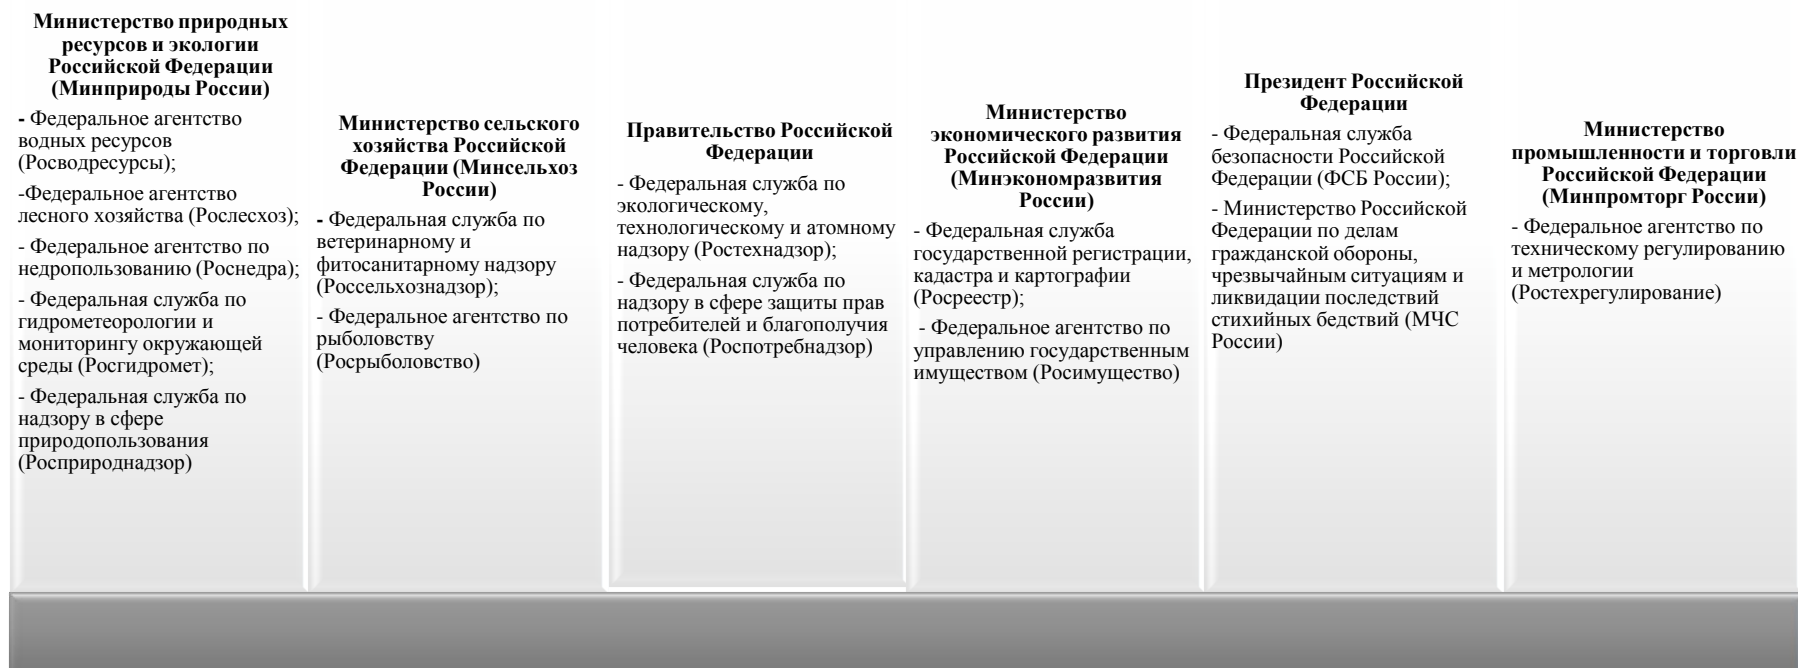 Министерство природных
ресурсов и экологии
Российской Федерации
(Минприроды России)
- Федеральное агентство
водных ресурсов
(Росводресурсы);
-Федеральное агентство
лесного хозяйства (Рослесхоз);
- Федеральное агентство по
недропользованию (Роснедра);
- Федеральная служба по
гидрометеорологии и
мониторингу окружающей
среды (Росгидромет);
- Федеральная служба по
надзору в сфере
природопользования
(Росприроднадзор)
Министерство сельского
хозяйства Российской
Федерации (Минсельхоз
России)
- Федеральная служба по
ветеринарному и
фитосанитарному надзору
(Россельхознадзор);
- Федеральное агентство по
рыболовству
(Росрыболовство)
Правительство Российской
Федерации
- Федеральная служба по
экологическому,
технологическому и атомному
надзору (Ростехнадзор);
- Федеральная служба по
надзору в сфере защиты прав
потребителей и благополучия
человека (Роспотребнадзор)
Министерство
экономического развития
Российской Федерации
(Минэкономразвития
России)
- Федеральная служба
государственной регистрации,
кадастра и картографии
(Росреестр);
- Федеральное агентство по
управлению государственным
имуществом (Росимущество)
Президент Российской
Федерации
- Федеральная служба
безопасности Российской
Федерации (ФСБ России);
- Министерство Российской
Федерации по делам
гражданской обороны,
чрезвычайным ситуациям и
ликвидации последствий
стихийных бедствий (МЧС
России)
Министерство
промышленности и торговли
Российской Федерации
(Минпромторг России)
- Федеральное агентство по
техническому регулированию
и метрологии
(Ростехрегулирование)